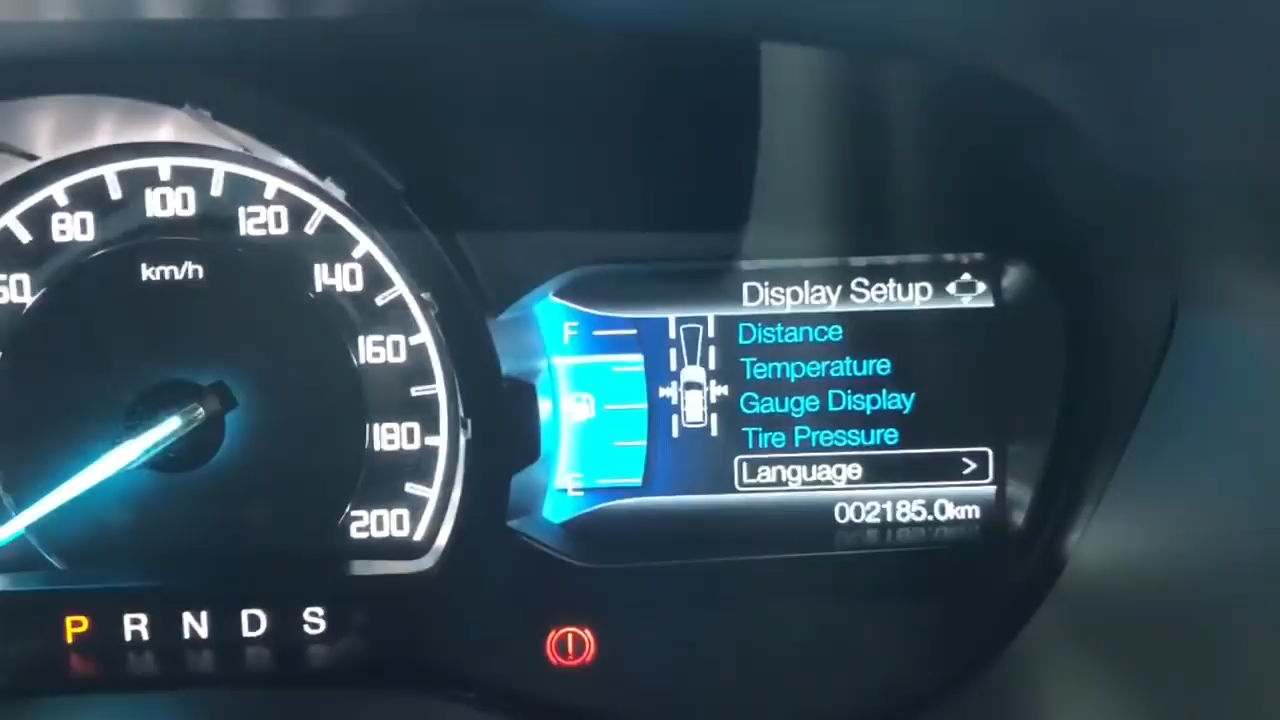 80
100
120
140
160
180
200
km/h
P R N D S
F
E
Display Setup
Distance
Temperature
Gauge Display
Tire Pressure
Language >
002185.0km